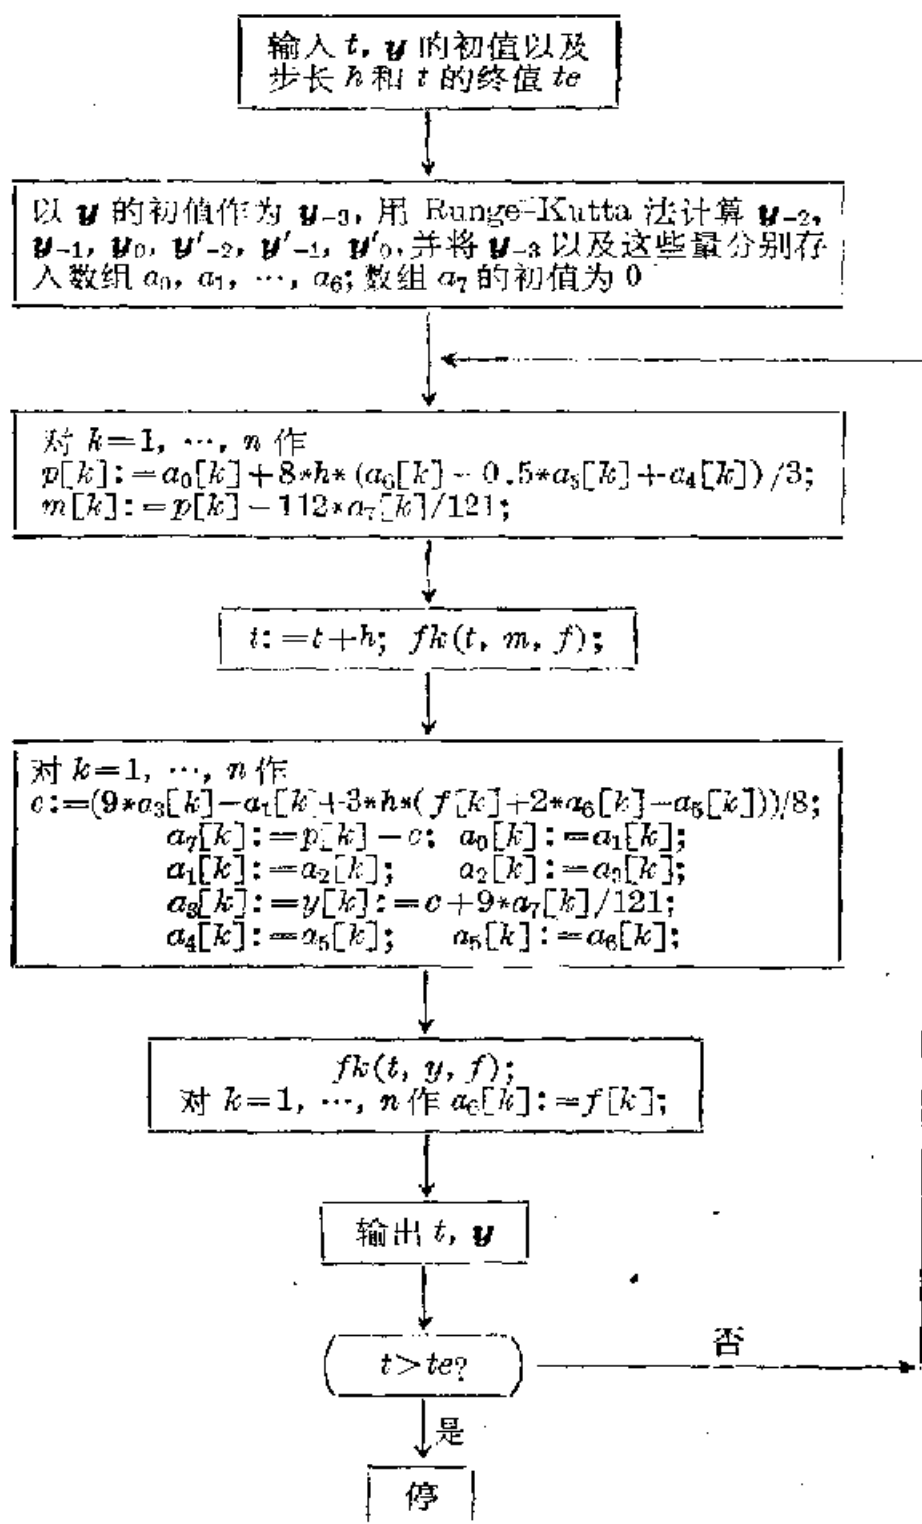 输入 t, y 的初值以及
步长 h 和 t 的终值 te
以 y 的初值作为 y₋₃, 用 Runge-Kutta 法计算 y₋₂,
y₋₁, y₀, y′₋₂, y′₋₁, y′₀, 并将 y₋₃ 以及这些量分别存
入数组 a₀, a₁, …, a₆; 数组 a₇ 的初值为 0
对 k=1, …, n 作
p[k]:=a₀[k]+8*h*(a₆[k]-0.5*a₅[k]+a₄[k])/3;
m[k]:=p[k]-112*a₇[k]/121;
t:=t+h; fk(t, m, f);
对 k=1, …, n 作
c:=(9*a₃[k]-a₁[k]+3*h*(f[k]+2*a₆[k]-a₅[k]))/8;
a₇[k]:=p[k]-c; a₀[k]:=a₁[k];
a₁[k]:=a₂[k]; a₂[k]:=a₃[k];
a₃[k]:=y[k]:=c+9*a₇[k]/121;
a₄[k]:=a₅[k]; a₅[k]:=a₆[k];
fk(t, y, f);
对 k=1, …, n 作 a₆[k]:=f[k];
输出 t, y
t>te?
否
是
停